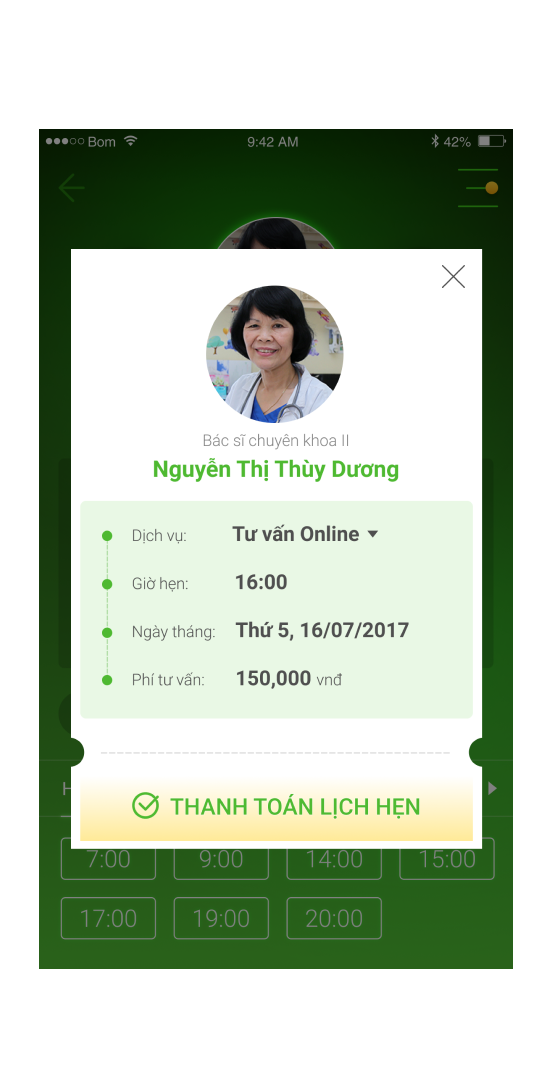 Bom 9:42 AM 42%
Bác sĩ chuyên khoa II
Nguyễn Thị Thùy Dương
Dịch vụ: Tư vấn Online
Giờ hẹn: 16:00
Ngày tháng: Thứ 5, 16/07/2017
Phí tư vấn: 150,000 vnđ
THANH TOÁN LỊCH HẸN
7:00 9:00 14:00 15:00
17:00 19:00 20:00